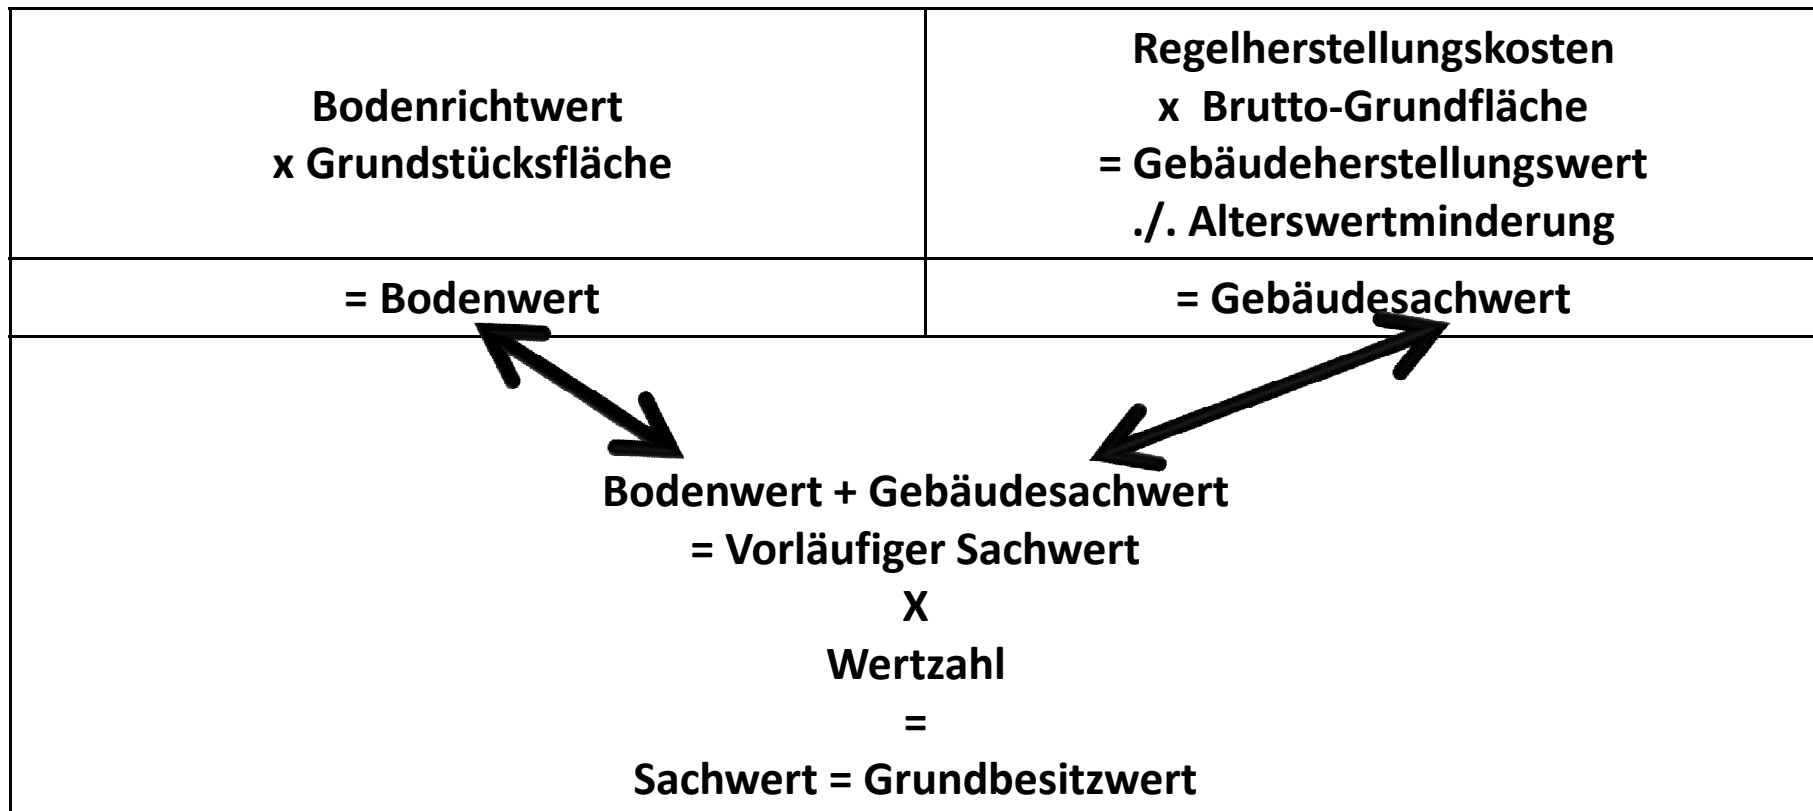 Bodenrichtwert
x Grundstücksfläche
Regelherstellungskosten
x Brutto-Grundfläche
= Gebäudeherstellungswert
./. Alterswertminderung
= Bodenwert
= Gebäudesachwert
Bodenwert + Gebäudesachwert
= Vorläufiger Sachwert
X
Wertzahl
=
Sachwert = Grundbesitzwert